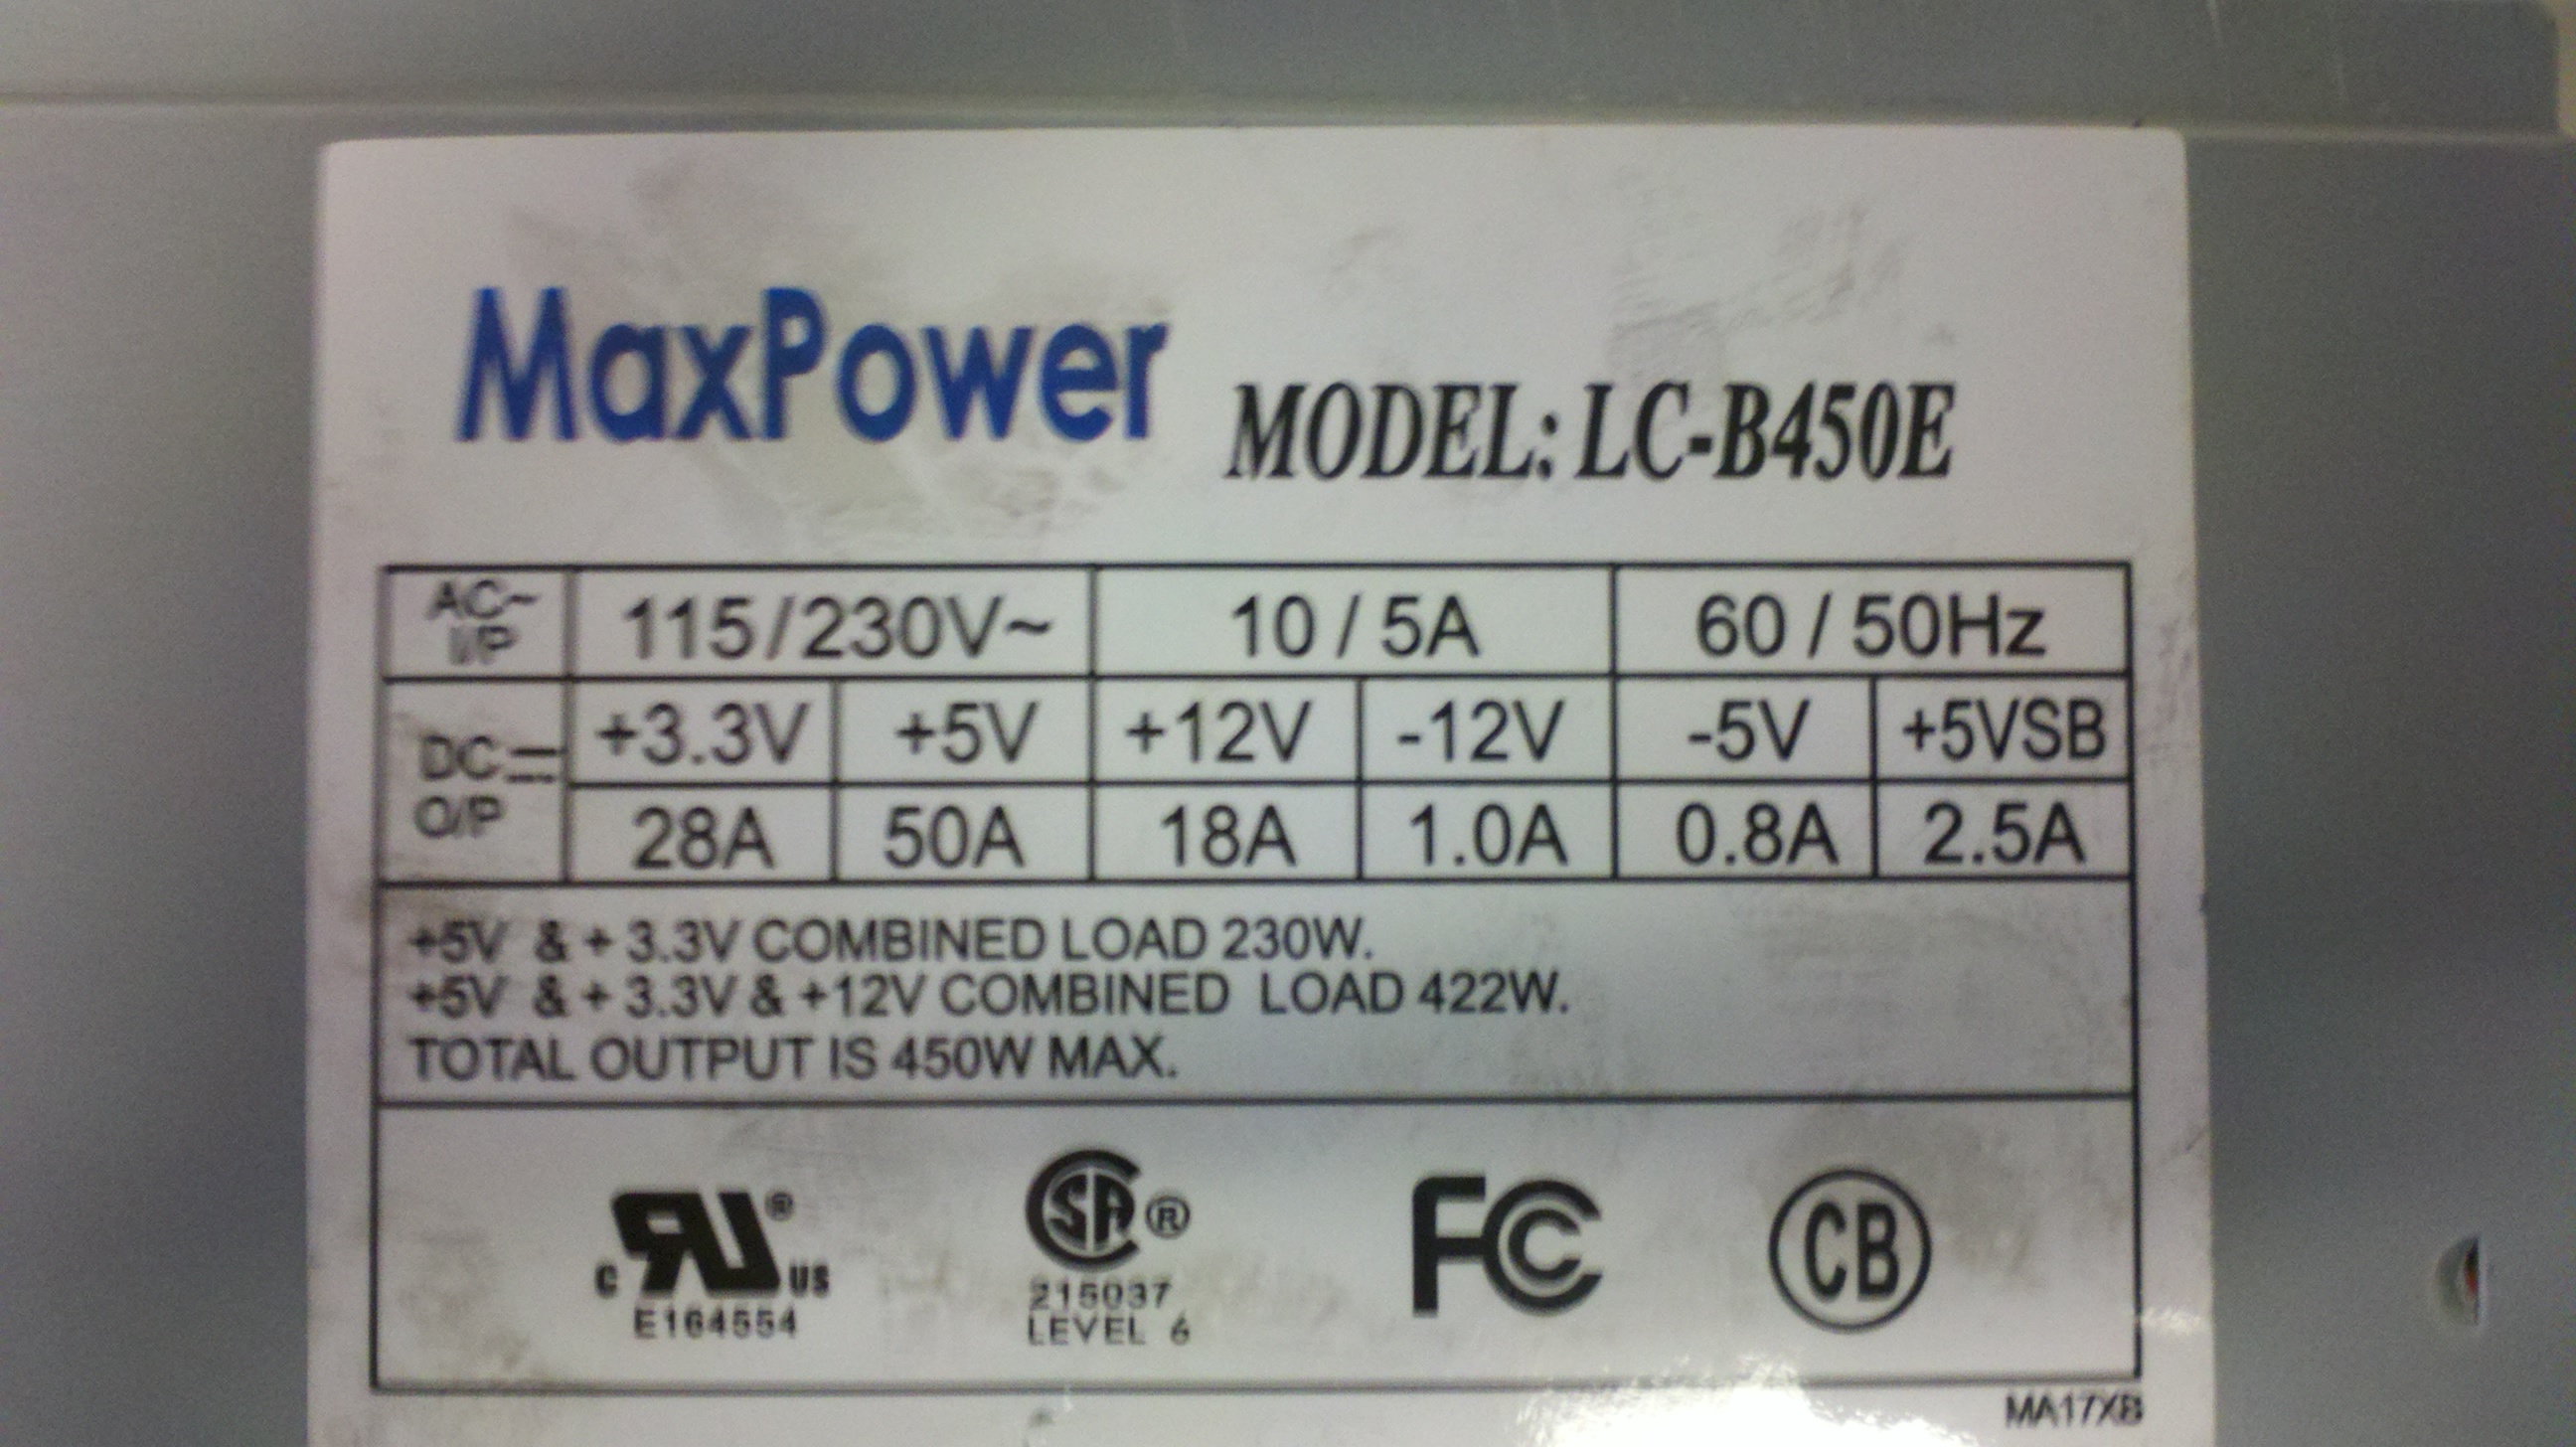 MaxPower MODEL: LC-B450E
AC~ I/P 115/230V~ 10 / 5A 60 / 50Hz
DC O/P +3.3V +5V +12V -12V -5V +5VSB
28A 50A 18A 1.0A 0.8A 2.5A
+5V & + 3.3V COMBINED LOAD 230W.
+5V & + 3.3V & +12V COMBINED LOAD 422W.
TOTAL OUTPUT IS 450W MAX.
C RU ® US SA ® FC CB
E164554 215037
LEVEL 6
MA17XB